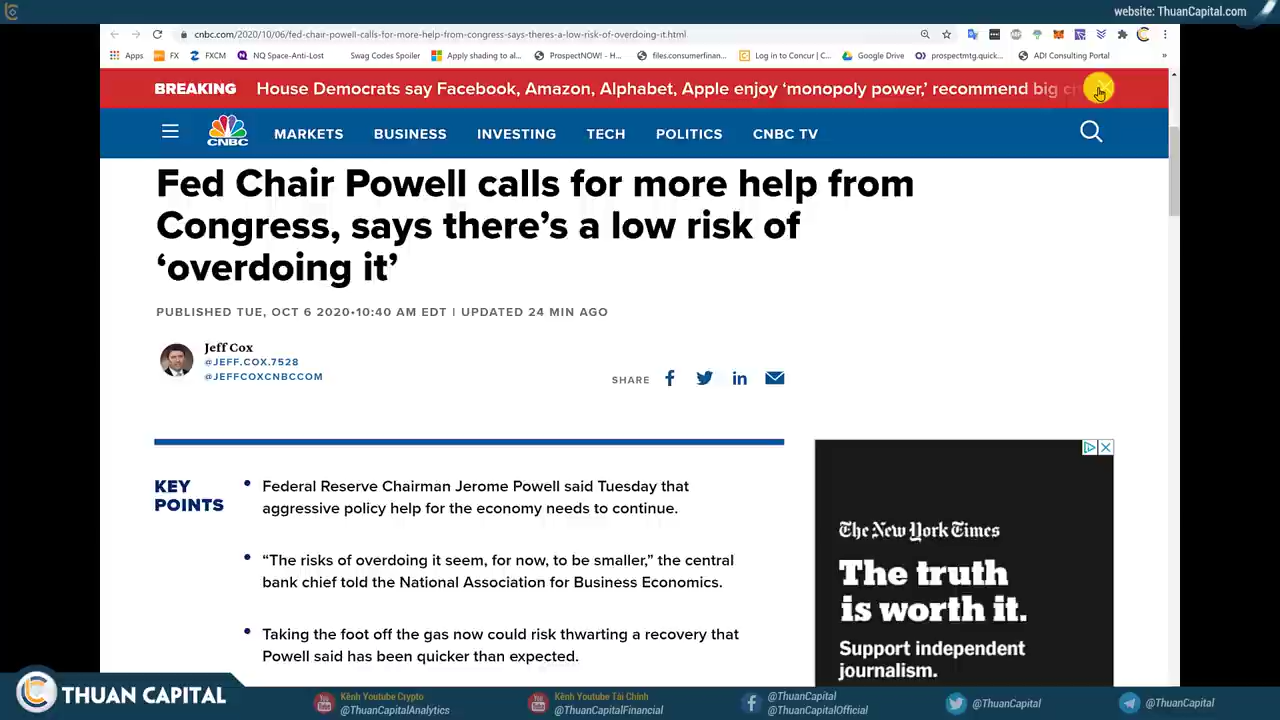 website: ThuanCapital.com
cnbc.com/2020/10/06/fed-chair-powell-calls-for-more-help-from-congress-says-theres-a-low-risk-of-overdoing-it.html
Apps FX FXCM NQ Space-Anti-Lost Swag Codes Spoiler Apply shading to al... ProspectNOW! - H... files.consumerfinan... Log in to Concur | C... Google Drive prospectmtg.quick... ADI Consulting Portal »
BREAKING House Democrats say Facebook, Amazon, Alphabet, Apple enjoy ‘monopoly power,’ recommend big
CNBC MARKETS BUSINESS INVESTING TECH POLITICS CNBC TV
Fed Chair Powell calls for more help from
Congress, says there’s a low risk of
‘overdoing it’
PUBLISHED TUE, OCT 6 2020•10:40 AM EDT | UPDATED 24 MIN AGO
Jeff Cox
@JEFF.COX.7528
@JEFFCOXCNBCCOM
SHARE
KEY
POINTS
• Federal Reserve Chairman Jerome Powell said Tuesday that
aggressive policy help for the economy needs to continue.
• “The risks of overdoing it seem, for now, to be smaller,” the central
bank chief told the National Association for Business Economics.
• Taking the foot off the gas now could risk thwarting a recovery that
Powell said has been quicker than expected.
The New York Times
The truth
is worth it.
Support independent
journalism.
THUAN CAPITAL
Kênh Youtube Crypto
@ThuanCapitalAnalytics
Kênh Youtube Tài Chính
@ThuanCapitalFinancial
@ThuanCapital
@ThuanCapitalOfficial
@ThuanCapital
@ThuanCapital